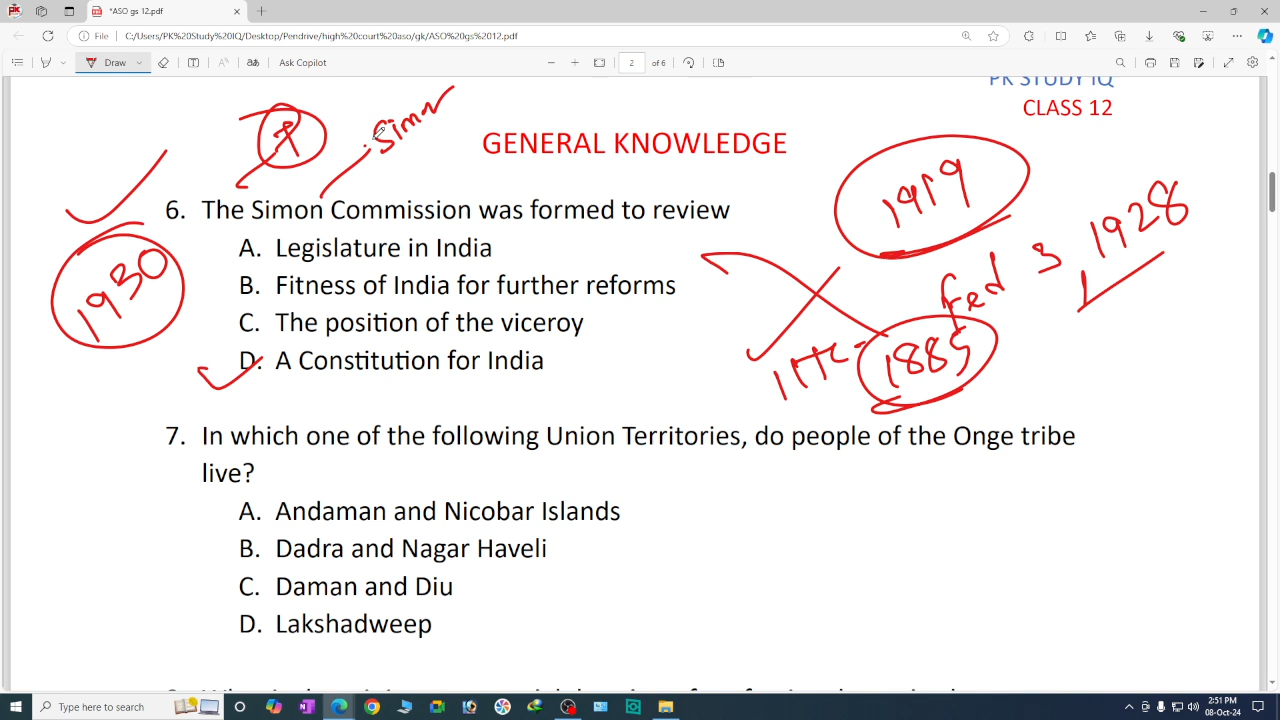 *ASO gs 12.pdf
File
C:/Users/PK%20Study%20IQ/Desktop/Pendrive/high%20court%20aso/gk/ASO%20gs%2012.pdf
Draw
Ask Copilot
2
of 6
PK STUDY IQ
CLASS 12
Simon
GENERAL KNOWLEDGE
1919
1928
6. The Simon Commission was formed to review
1930
A. Legislature in India
B. Fitness of India for further reforms
Feb 3
C. The position of the viceroy
1885
D. A Constitution for India
7. In which one of the following Union Territories, do people of the Onge tribe
live?
A. Andaman and Nicobar Islands
B. Dadra and Nagar Haveli
C. Daman and Diu
D. Lakshadweep
Type here to search
2:51 PM
08-Oct-24